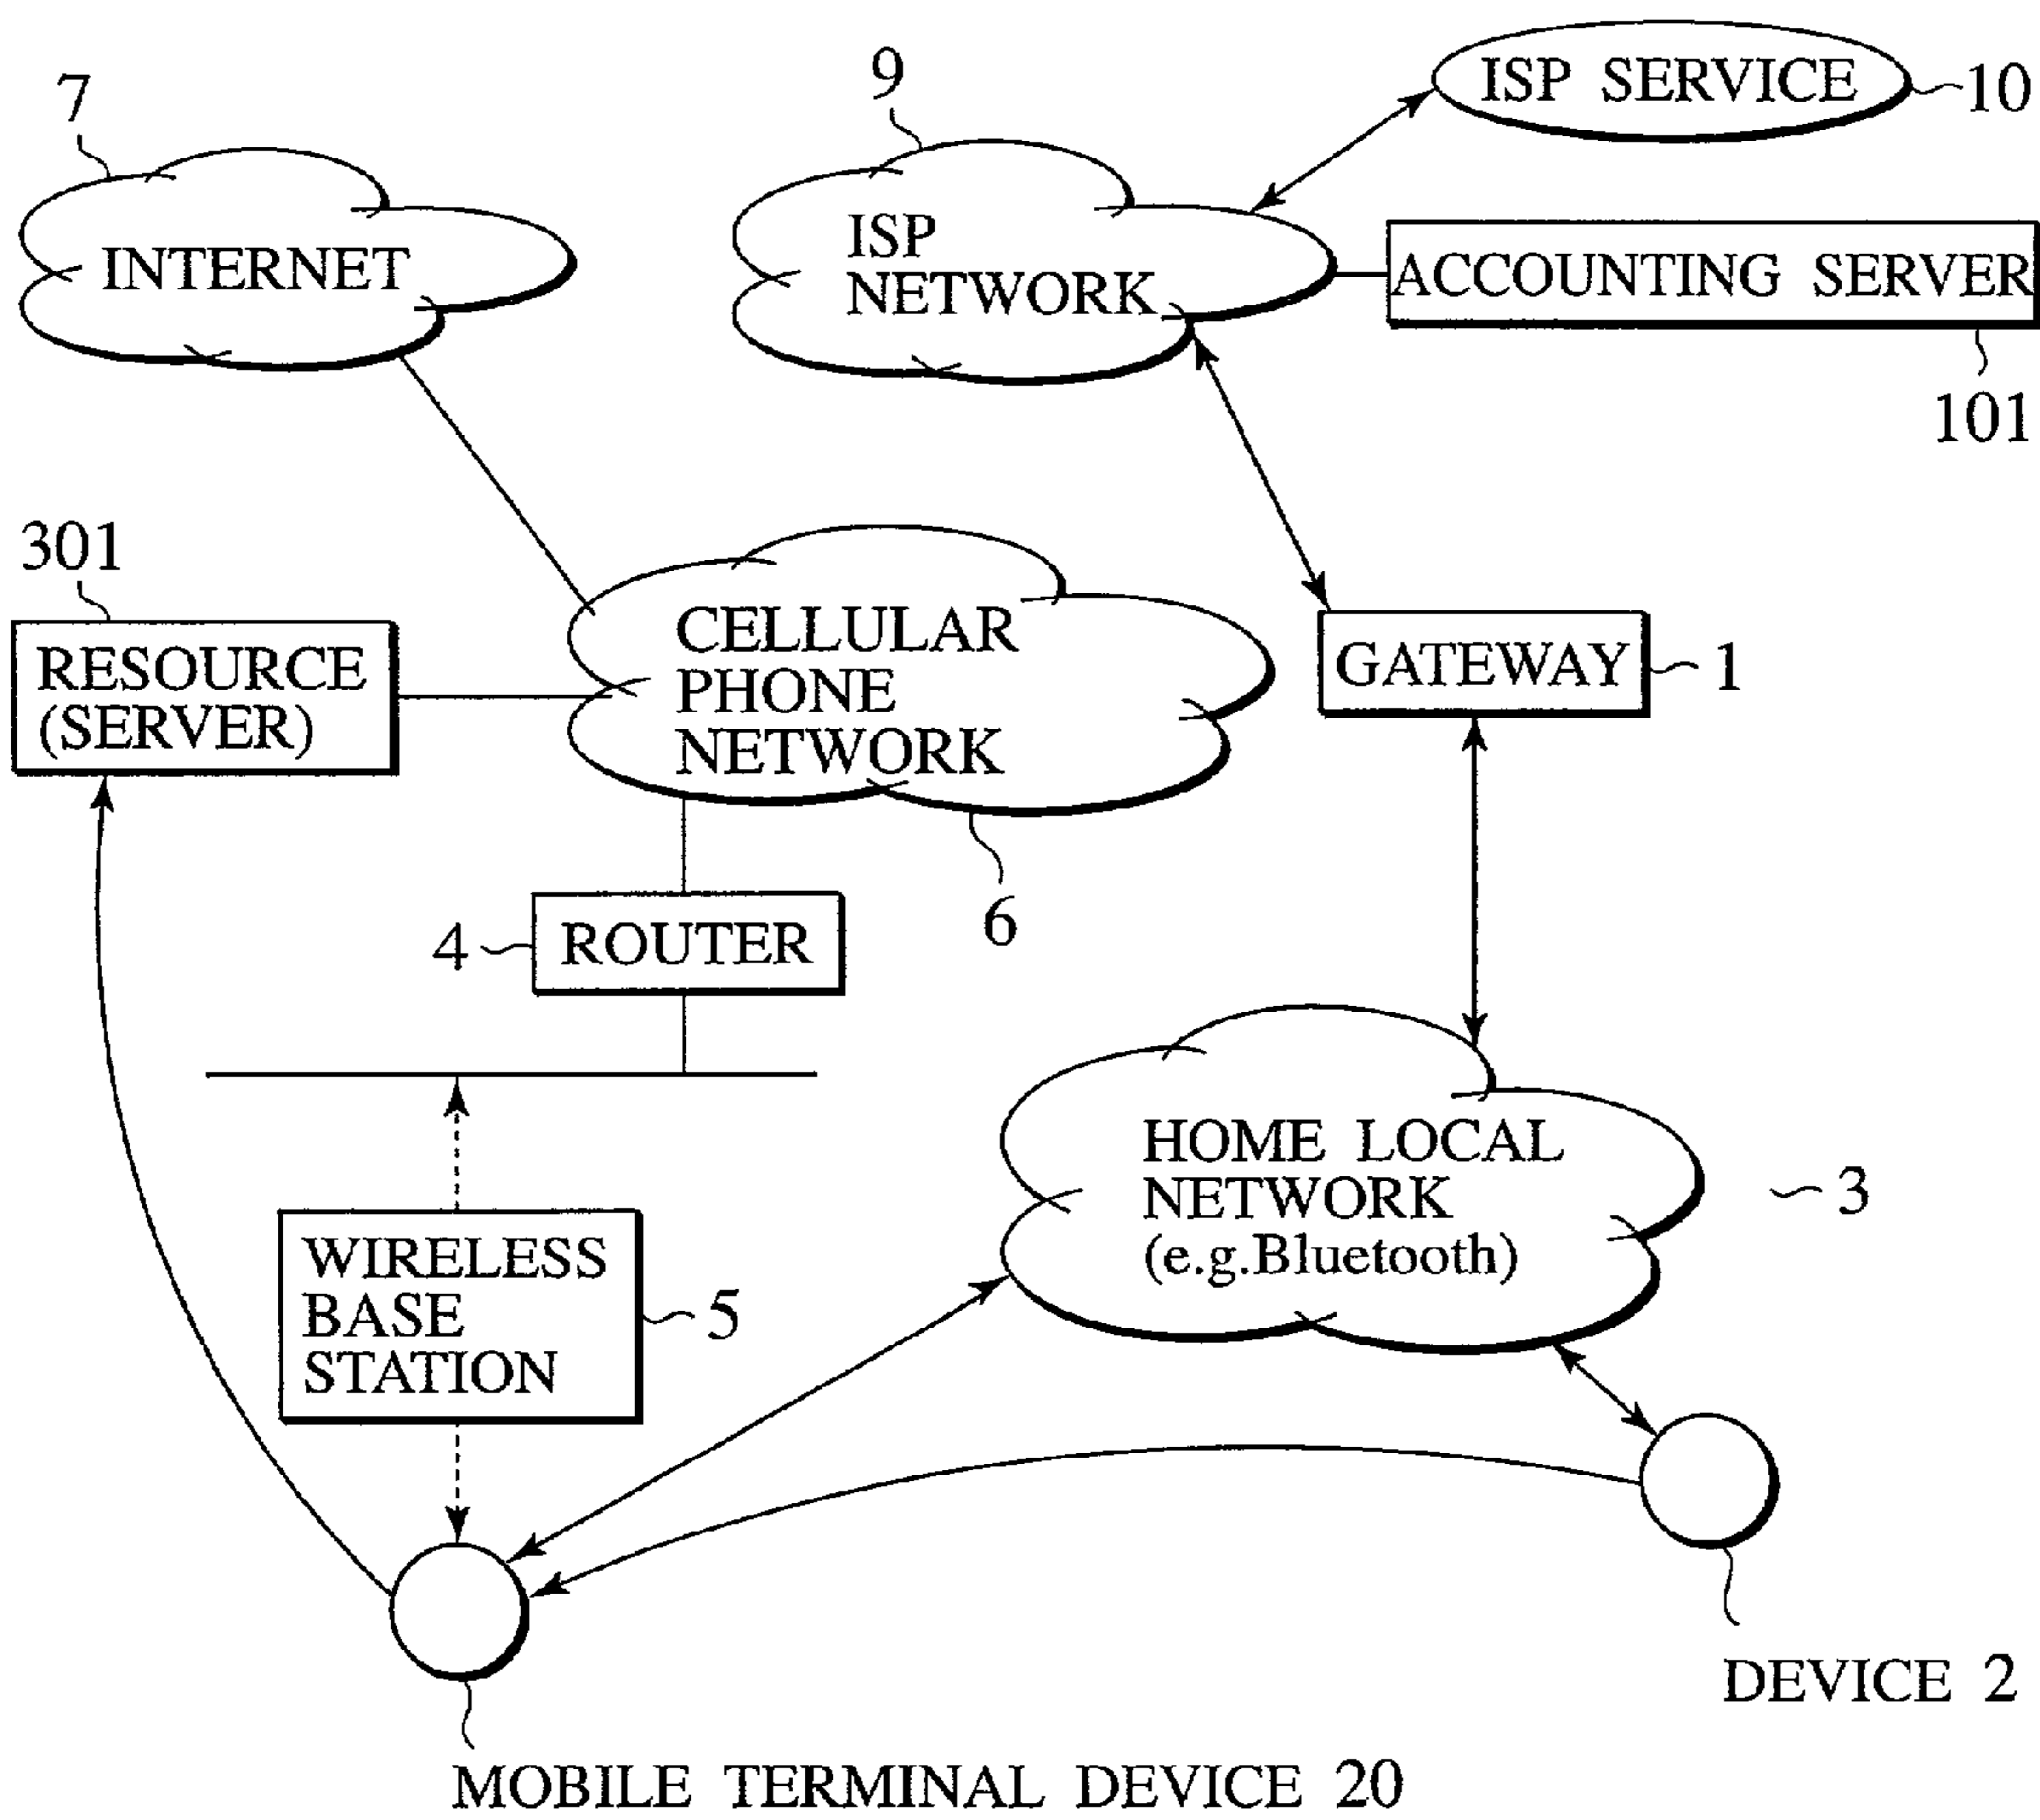 ISP SERVICE
10
9
7
ISP
NETWORK
INTERNET
ACCOUNTING SERVER
101
301
RESOURCE
(SERVER)
CELLULAR
PHONE
NETWORK
GATEWAY
1
6
4
ROUTER
HOME LOCAL
NETWORK
(e.g.Bluetooth)
3
WIRELESS
BASE
STATION
5
DEVICE 2
MOBILE TERMINAL DEVICE 20